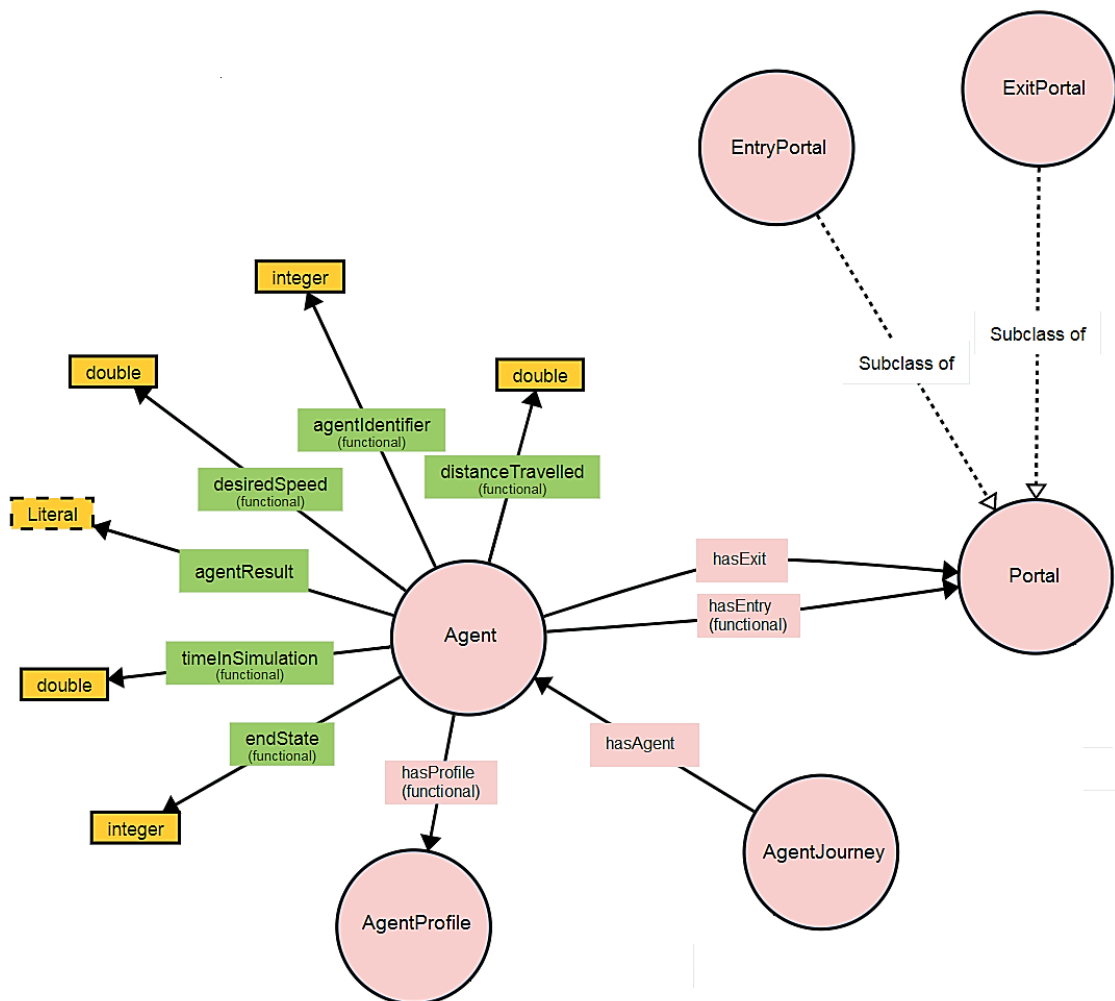 ExitPortal
EntryPortal
integer
Subclass of
Subclass of
double
double
agentIdentifier
(functional)
distanceTravelled
(functional)
desiredSpeed
(functional)
Literal
hasExit
agentResult
Portal
hasEntry
(functional)
Agent
timeInSimulation
(functional)
double
endState
(functional)
hasAgent
hasProfile
(functional)
integer
AgentJourney
AgentProfile